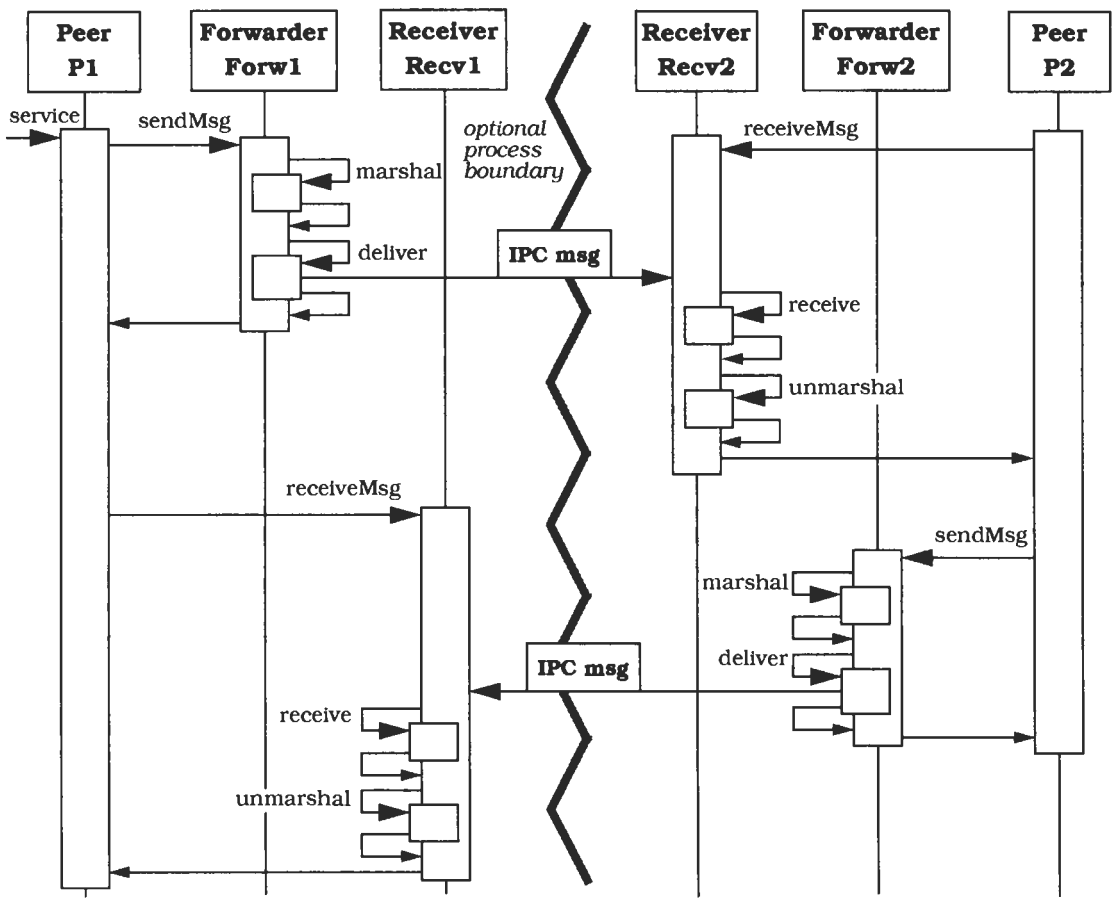 Peer
P1
Forwarder
Forw1
Receiver
Recv1
Receiver
Recv2
Forwarder
Forw2
Peer
P2
service
sendMsg
optional
process
boundary
receiveMsg
marshal
deliver
IPC msg
receive
unmarshal
receiveMsg
sendMsg
marshal
deliver
IPC msg
receive
unmarshal